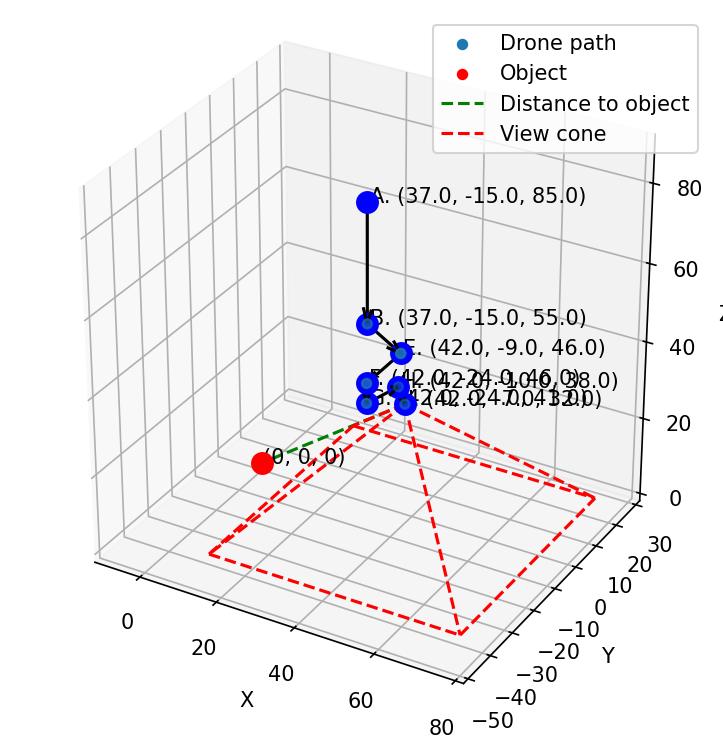 Drone path
Object
Distance to object
View cone
A. (37.0, -15.0, 85.0)
(37.0, -15.0, 55.0)
(42.0, -9.0, 46.0)
(0, 0, 0)
80
60
40
20
0
30
20
10
0
−10
−20
−30
−40
−50
Y
0
20
40
60
80
X